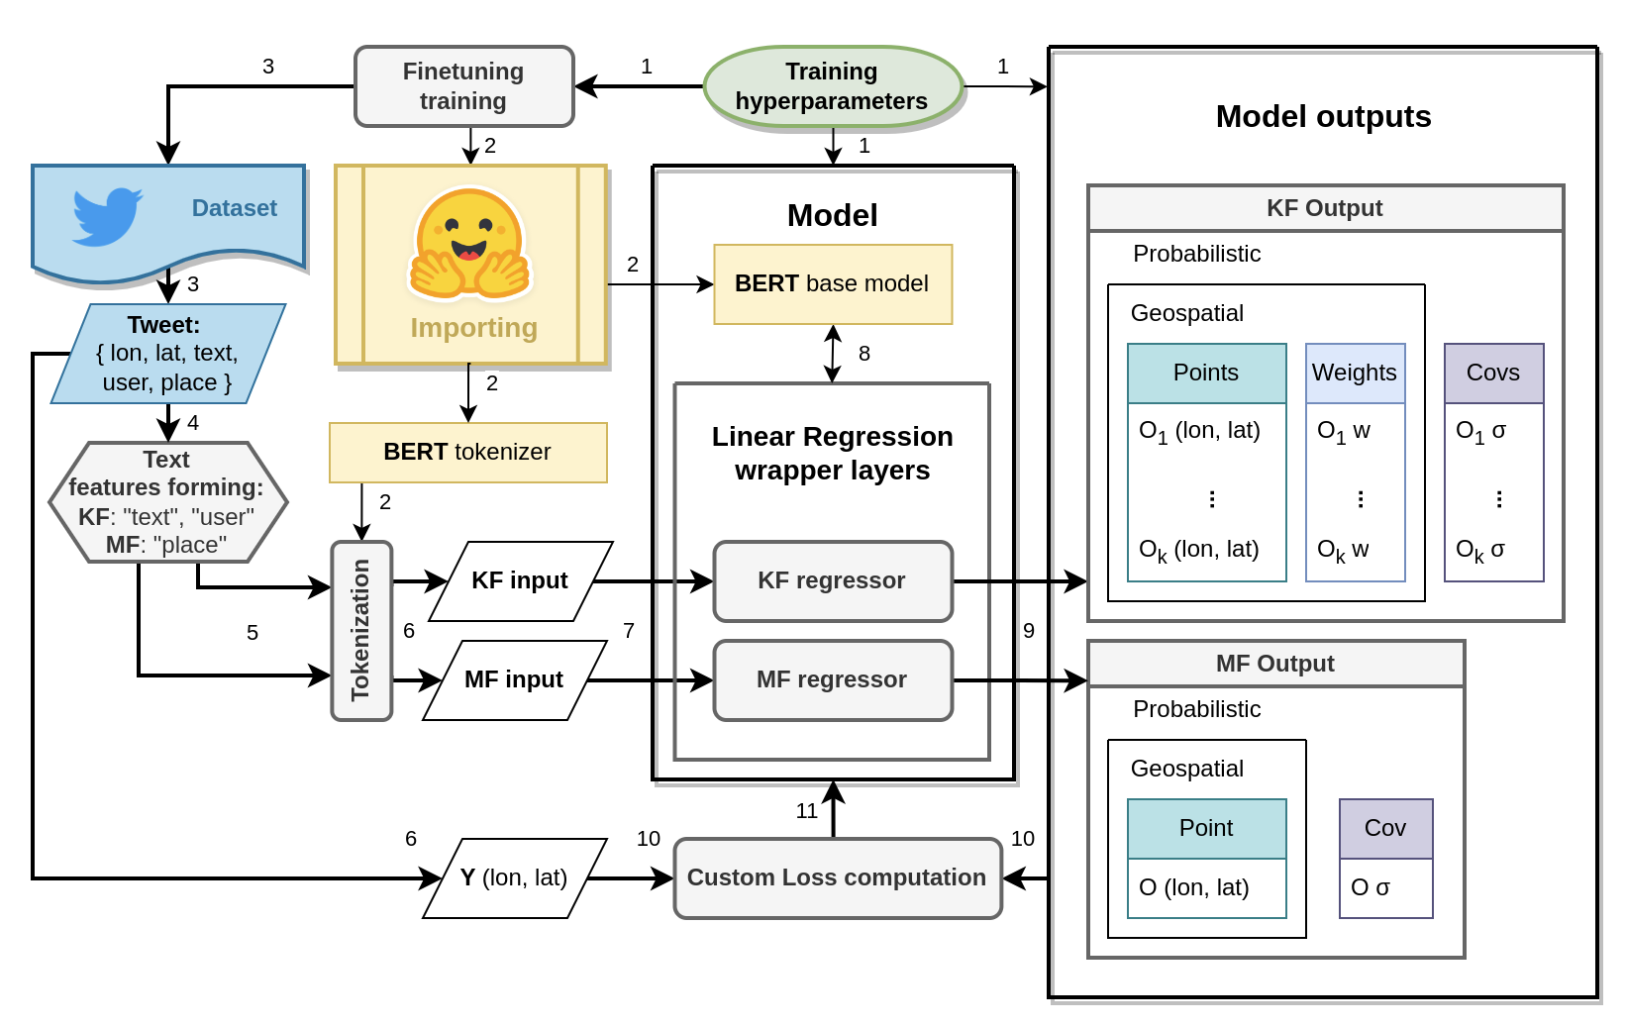 3
Finetuning
training
1
Training
hyperparameters
1
Model outputs
2
1
Dataset
3
Importing
2
Model
BERT base model
8
Tweet:
{ lon, lat, text,
user, place }
4
2
BERT tokenizer
2
Text
features forming:
KF: "text", "user"
MF: "place"
5
Tokenization
6
KF input
MF input
7
Linear Regression
wrapper layers
KF regressor
MF regressor
9
KF Output
Probabilistic
Geospatial
Points
Weights
Covs
O1 (lon, lat)
O1 w
O1 σ
⋮
⋮
⋮
Ok (lon, lat)
Ok w
Ok σ
MF Output
Probabilistic
Geospatial
Point
Cov
O (lon, lat)
O σ
6
Y (lon, lat)
10
11
Custom Loss computation
10